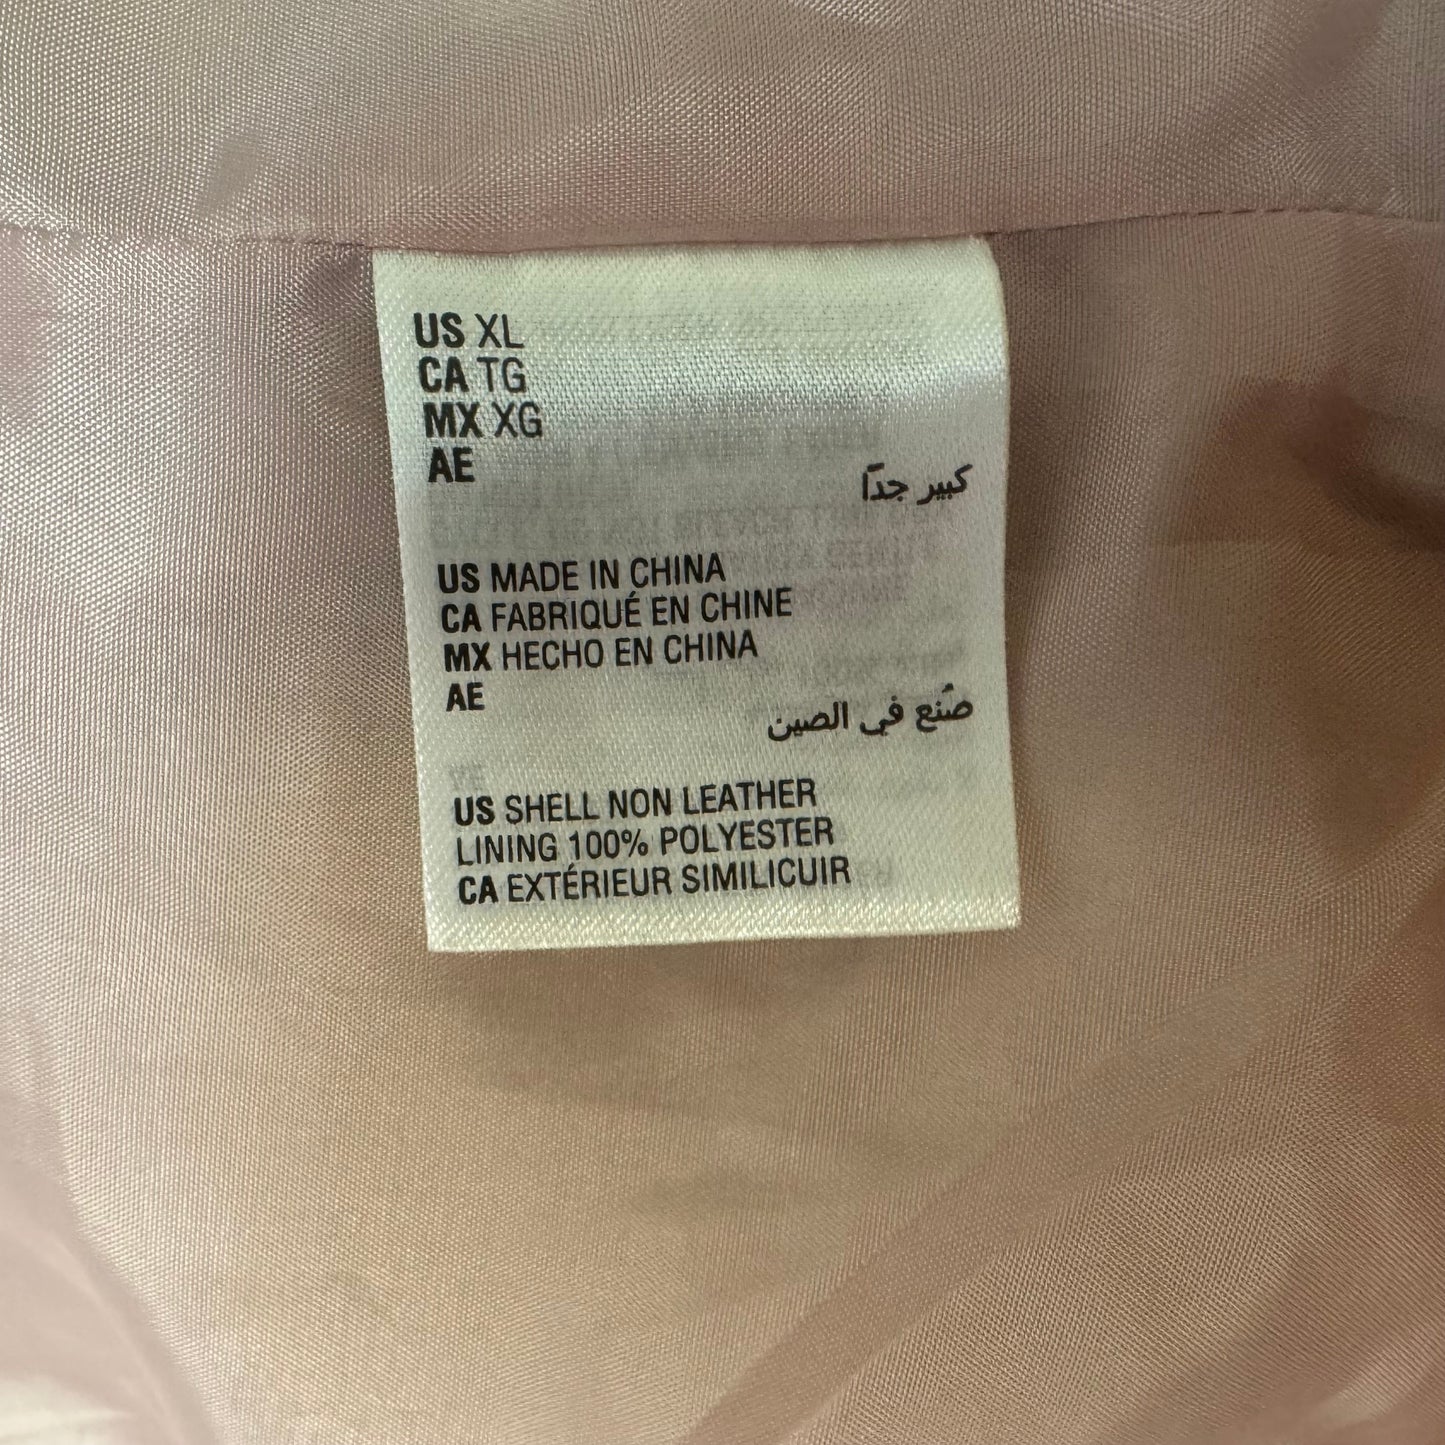 US XL
CA TG
MX XG
AE
كبير جدًا
US MADE IN CHINA
CA FABRIQUÉ EN CHINE
MX HECHO EN CHINA
AE
صُنع في الصين
US SHELL NON LEATHER
LINING 100% POLYESTER
CA EXTÉRIEUR SIMILICUIR